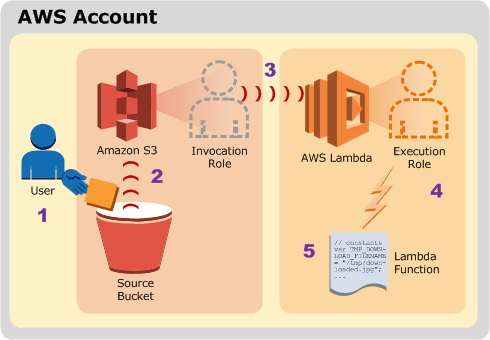 AWS Account
Amazon S3
Invocation
Role
3
AWS Lambda
Execution
Role
2
User
1
4
Source
Bucket
5
// constants
var TMP_DOWN-
LOAD_FILENAME
= "/tmp/down-
loaded.jpg";
...
Lambda
Function